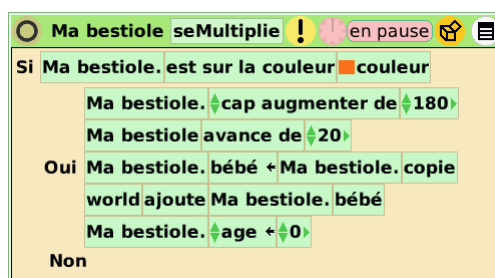 Ma bestiole seMultiplie ! en pause
Si Ma bestiole. est sur la couleur couleur
Ma bestiole. cap augmenter de 180
Ma bestiole avance de 20
Oui Ma bestiole. bébé ← Ma bestiole. copie
world ajoute Ma bestiole. bébé
Ma bestiole. age ← 0
Non